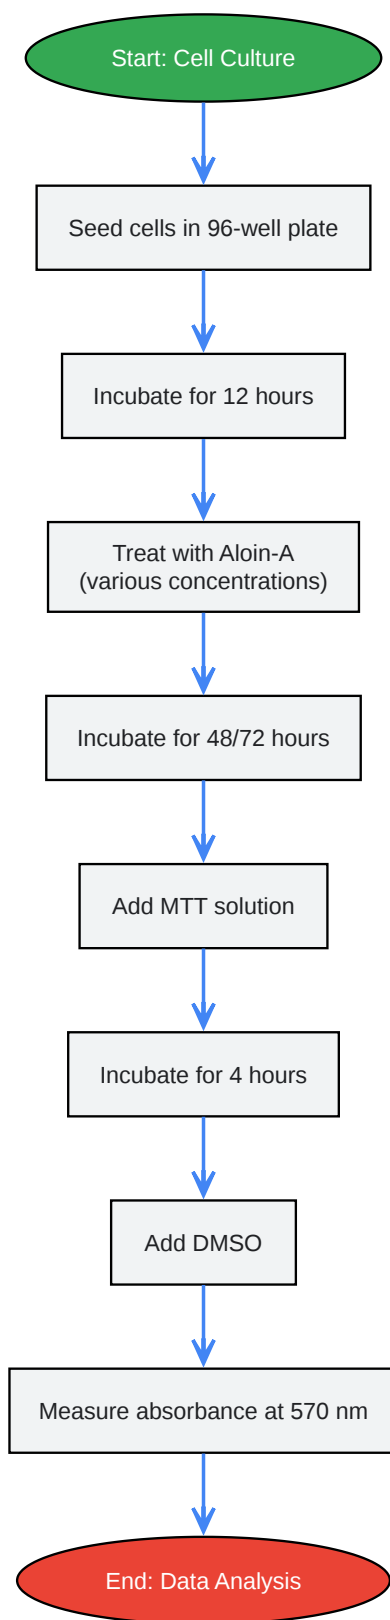 Start: Cell Culture
Seed cells in 96-well plate
Incubate for 12 hours
Treat with Aloin-A
(various concentrations)
Incubate for 48/72 hours
Add MTT solution
Incubate for 4 hours
Add DMSO
Measure absorbance at 570 nm
End: Data Analysis